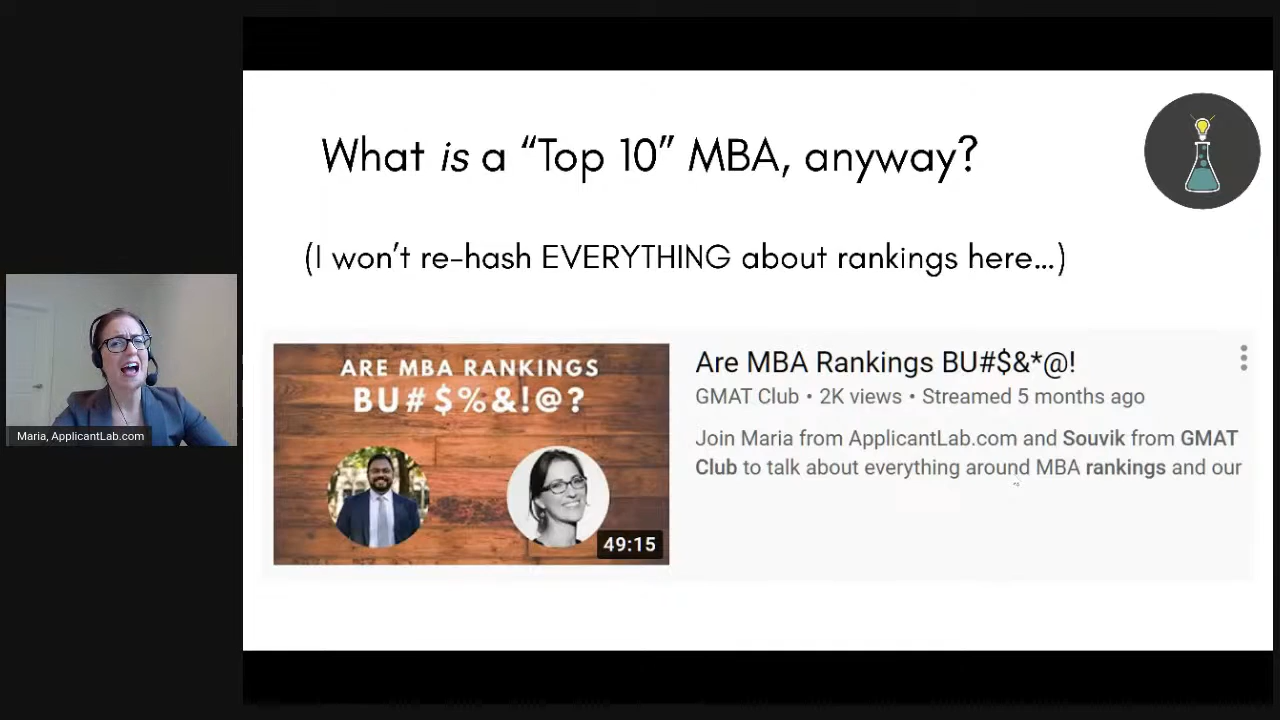 What is a “Top 10” MBA, anyway?
(I won’t re-hash EVERYTHING about rankings here...)
ARE MBA RANKINGS
BU#$%&!@?
49:15
Are MBA Rankings BU#$&*@!
GMAT Club • 2K views • Streamed 5 months ago
Join Maria from ApplicantLab.com and Souvik from GMAT
Club to talk about everything around MBA rankings and our
Maria, ApplicantLab.com